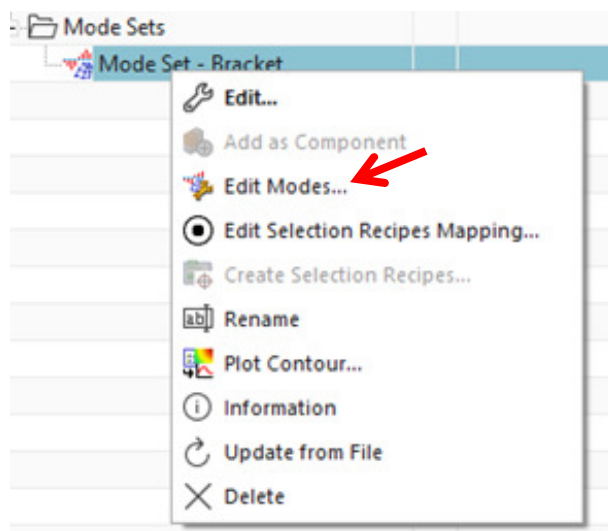 Mode Sets
Mode Set - Bracket
Edit...
Add as Component
Edit Modes...
Edit Selection Recipes Mapping...
Create Selection Recipes...
Rename
Plot Contour...
Information
Update from File
Delete